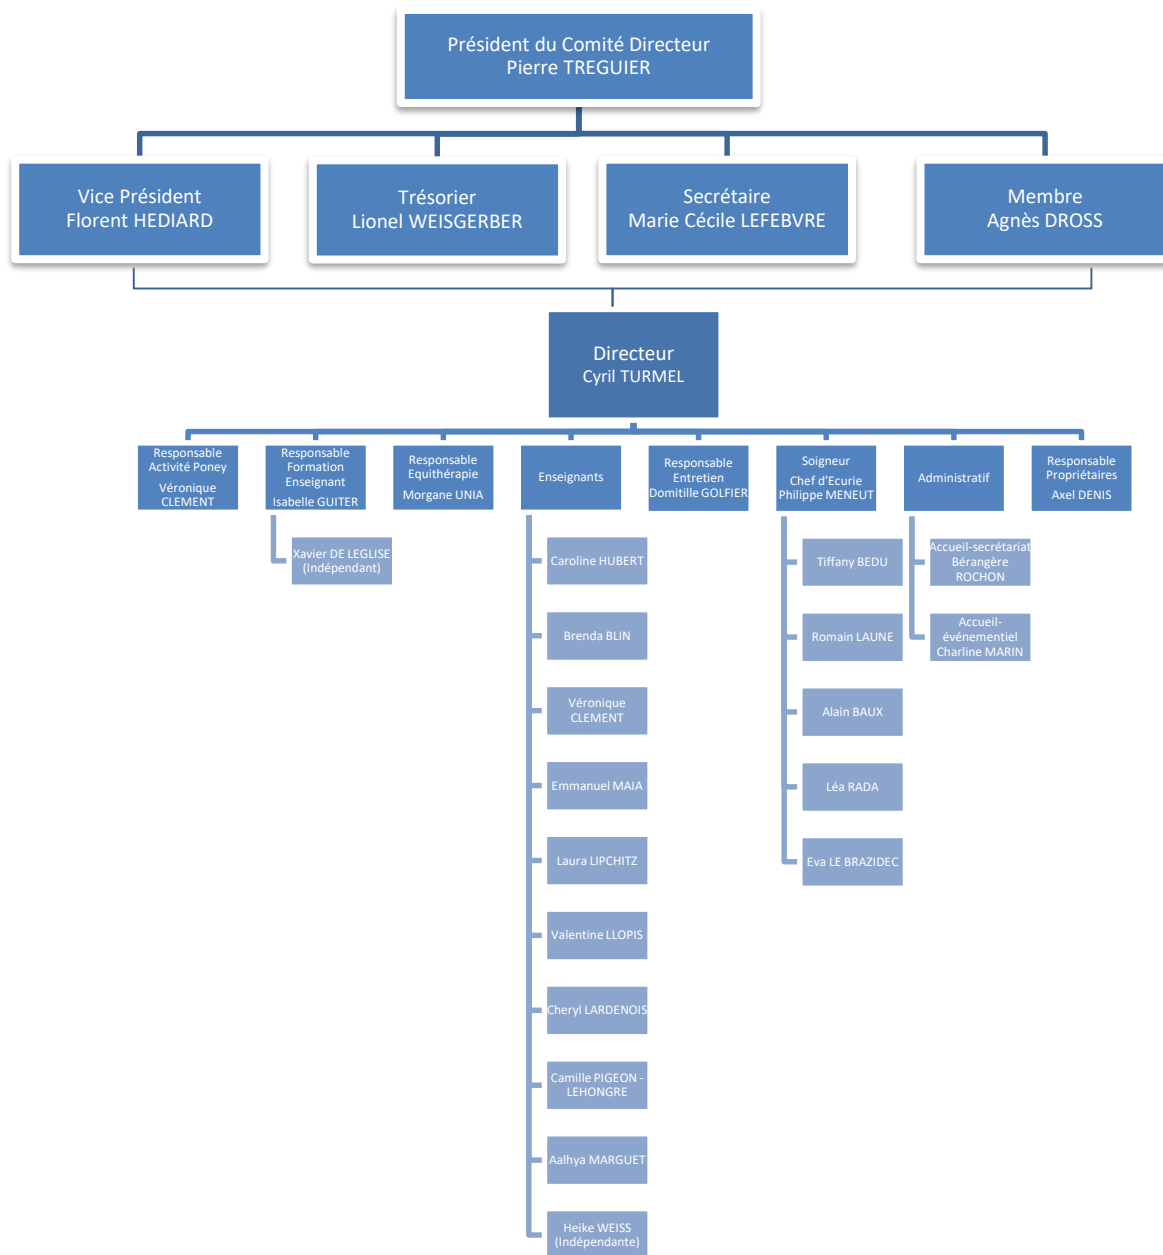 Président du Comité Directeur
Pierre TREGUIER
Vice Président
Florent HEDIARD
Trésorier
Lionel WEISGERBER
Secrétaire
Marie Cécile LEFEBVRE
Membre
Agnès DROSS
Directeur
Cyril TURMEL
Responsable
Activité Poney
Véronique
CLEMENT
Responsable
Formation
Enseignant
Isabelle GUITER
Responsable
Equithérapie
Morgane UNIA
Enseignants
Responsable
Entretien
Domitille GOLFIER
Soigneur
Chef d'Ecurie
Philippe MENEUT
Administratif
Responsable
Propriétaires
Axel DENIS
Xavier DE LEGLISE
(Indépendant)
Caroline HUBERT
Brenda BLIN
Véronique
CLEMENT
Emmanuel MAIA
Laura LIPCHITZ
Valentine LLOPIS
Cheryl LARDENOIS
Camille PIGEON -
LEHONGRE
Aalhya MARGUET
Heike WEISS
(Indépendante)
Tiffany BEDU
Romain LAUNE
Alain BAUX
Léa RADA
Eva LE BRAZIDEC
Accueil-secrétariat
Bérangère
ROCHON
Accueil-
événementiel
Charline MARIN